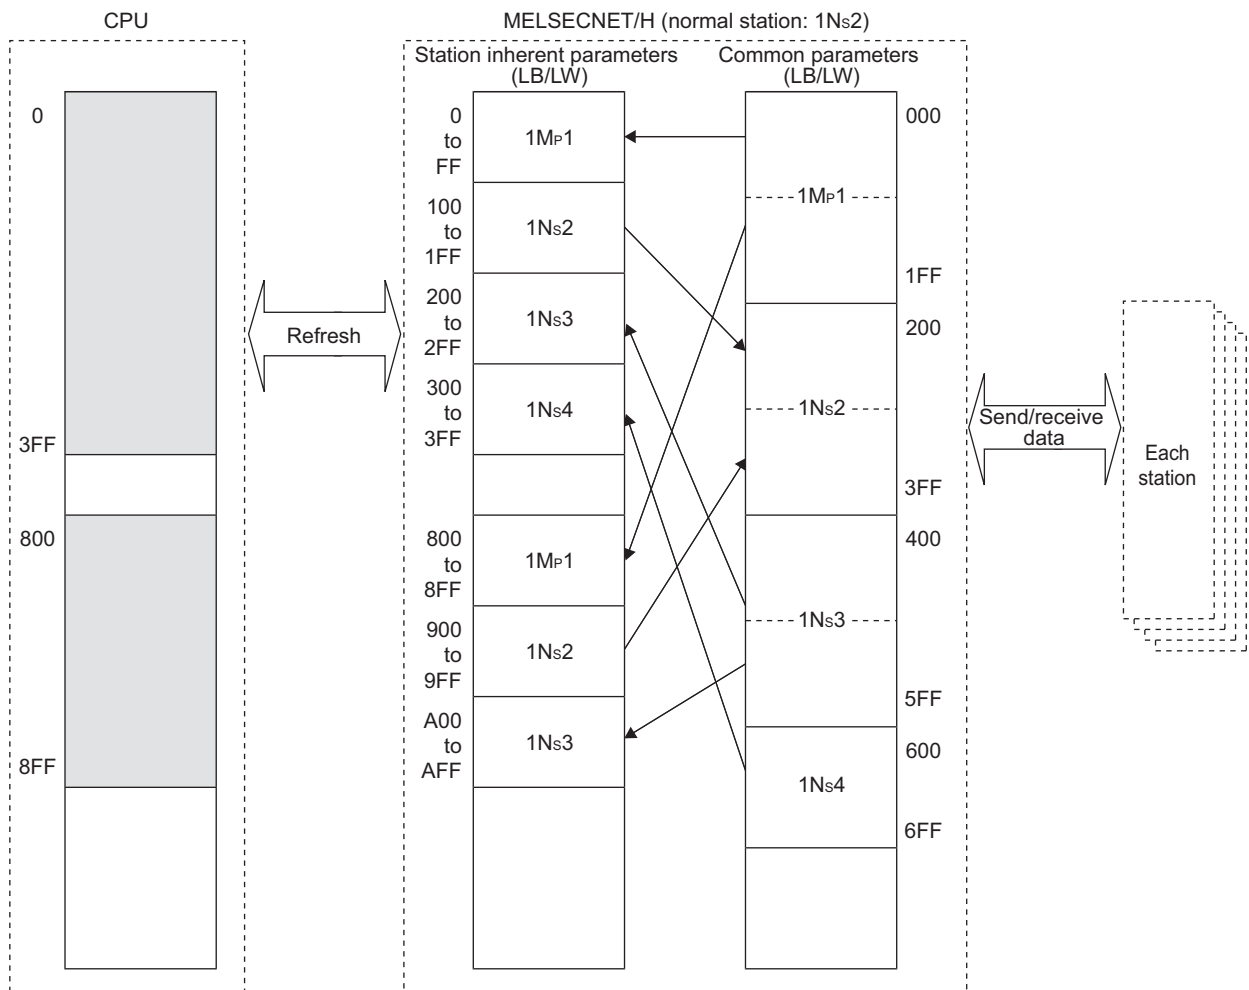 CPU
MELSECNET/H (normal station: 1Ns2)
Station inherent parameters
(LB/LW)
Common parameters
(LB/LW)
0
3FF
800
8FF
Refresh
0
to
FF
1MP1
100
to
1FF
1Ns2
200
to
2FF
1Ns3
300
to
3FF
1Ns4
800
to
8FF
1MP1
900
to
9FF
1Ns2
A00
to
AFF
1Ns3
000
1MP1
1FF
200
1Ns2
3FF
400
1Ns3
5FF
600
1Ns4
6FF
Send/receive
data
Each
station